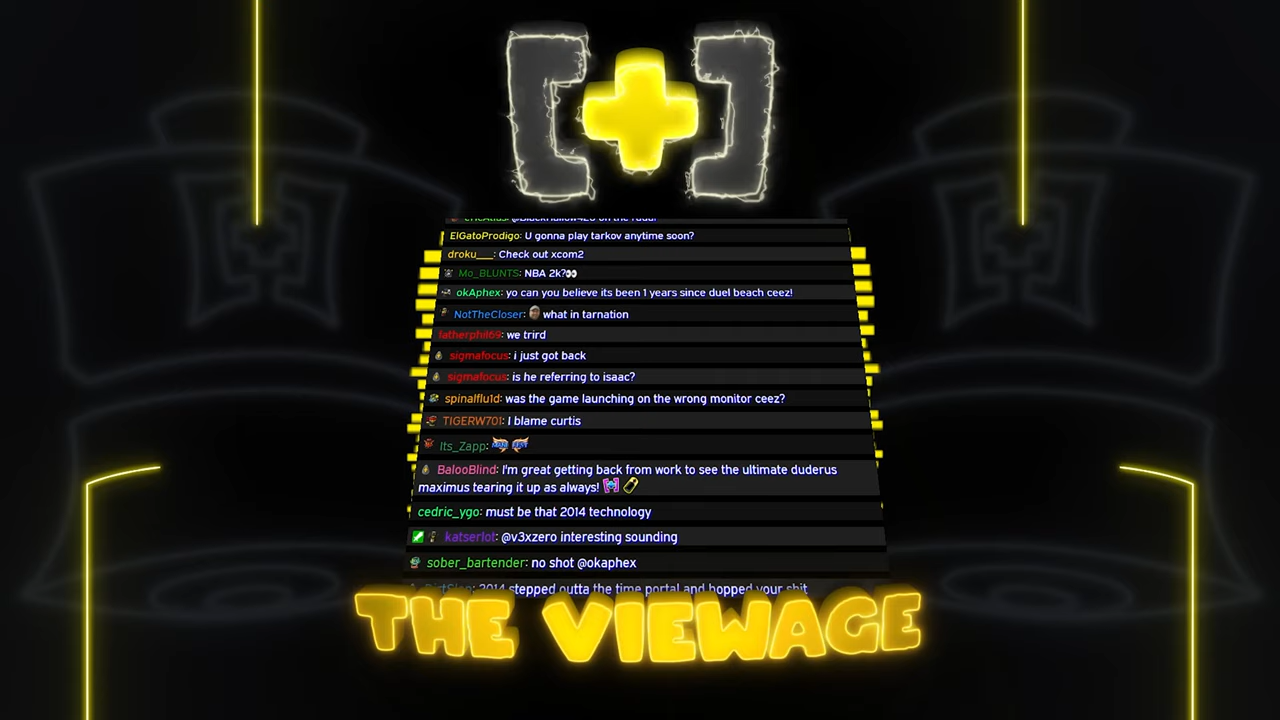 ElGatoProdigo: U gonna play tarkov anytime soon?
droku___: Check out xcom2
Mo_BLUNTS: NBA 2k?👀
okAphex: yo can you believe its been 1 years since duel beach ceez!
NotTheCloser: what in tarnation
fatherphil69: we trird
sigmafocus: i just got back
sigmafocus: is he referring to isaac?
spinalflu1d: was the game launching on the wrong monitor ceez?
TIGERW701: I blame curtis
Its_Zapp:
BalooBlind: I'm great getting back from work to see the ultimate duderus
maximus tearing it up as always!
cedric_ygo: must be that 2014 technology
katserlot: @v3xzero interesting sounding
sober_bartender: no shot @okaphex
2014 stepped outta the time portal and hopped your shit
THE VIEWAGE